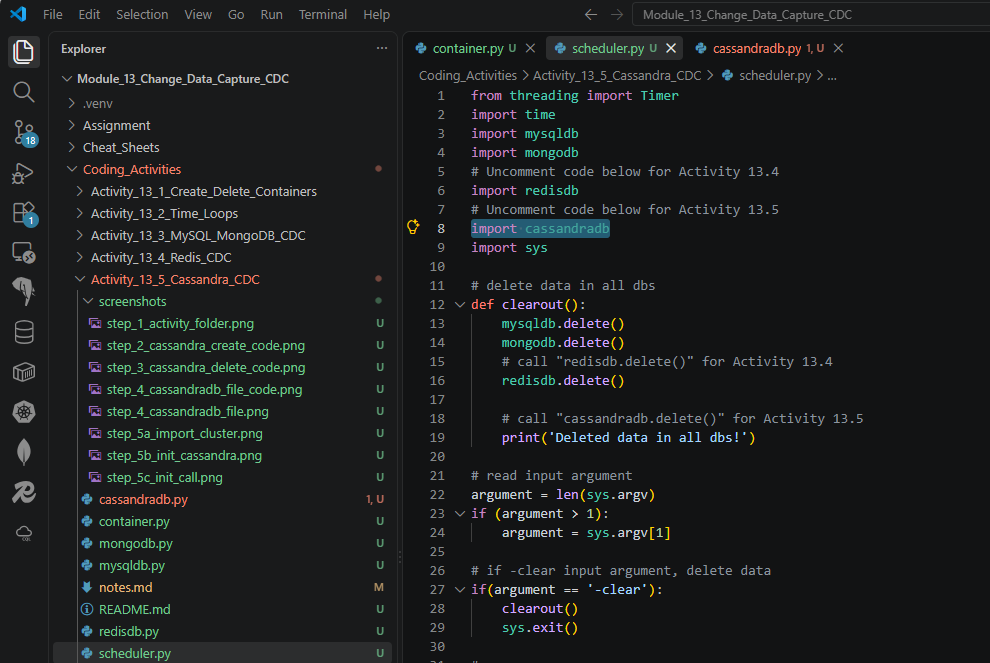 File Edit Selection View Go Run Terminal Help
Module_13_Change_Data_Capture_CDC
Explorer
Module_13_Change_Data_Capture_CDC
.venv
Assignment
Cheat_Sheets
Coding_Activities
Activity_13_1_Create_Delete_Containers
Activity_13_2_Time_Loops
Activity_13_3_MySQL_MongoDB_CDC
Activity_13_4_Redis_CDC
Activity_13_5_Cassandra_CDC
screenshots
step_1_activity_folder.png U
step_2_cassandra_create_code.png U
step_3_cassandra_delete_code.png U
step_4_cassandradb_file_code.png U
step_4_cassandradb_file.png U
step_5a_import_cluster.png U
step_5b_init_cassandra.png U
step_5c_init_call.png U
cassandradb.py 1, U
container.py U
mongodb.py U
mysqldb.py U
notes.md M
README.md U
redisdb.py U
scheduler.py U
18
1
SQL
container.py U scheduler.py U cassandradb.py 1, U
Coding_Activities > Activity_13_5_Cassandra_CDC > scheduler.py > ...
1 from threading import Timer
2 import time
3 import mysqldb
4 import mongodb
5 # Uncomment code below for Activity 13.4
6 import redisdb
7 # Uncomment code below for Activity 13.5
8 import cassandradb
9 import sys
10
11 # delete data in all dbs
12 def clearout():
13 mysqldb.delete()
14 mongodb.delete()
15 # call "redisdb.delete()" for Activity 13.4
16 redisdb.delete()
17
18 # call "cassandradb.delete()" for Activity 13.5
19 print('Deleted data in all dbs!')
20
21 # read input argument
22 argument = len(sys.argv)
23 if (argument > 1):
24 argument = sys.argv[1]
25
26 # if -clear input argument, delete data
27 if(argument == '-clear'):
28 clearout()
29 sys.exit()
30